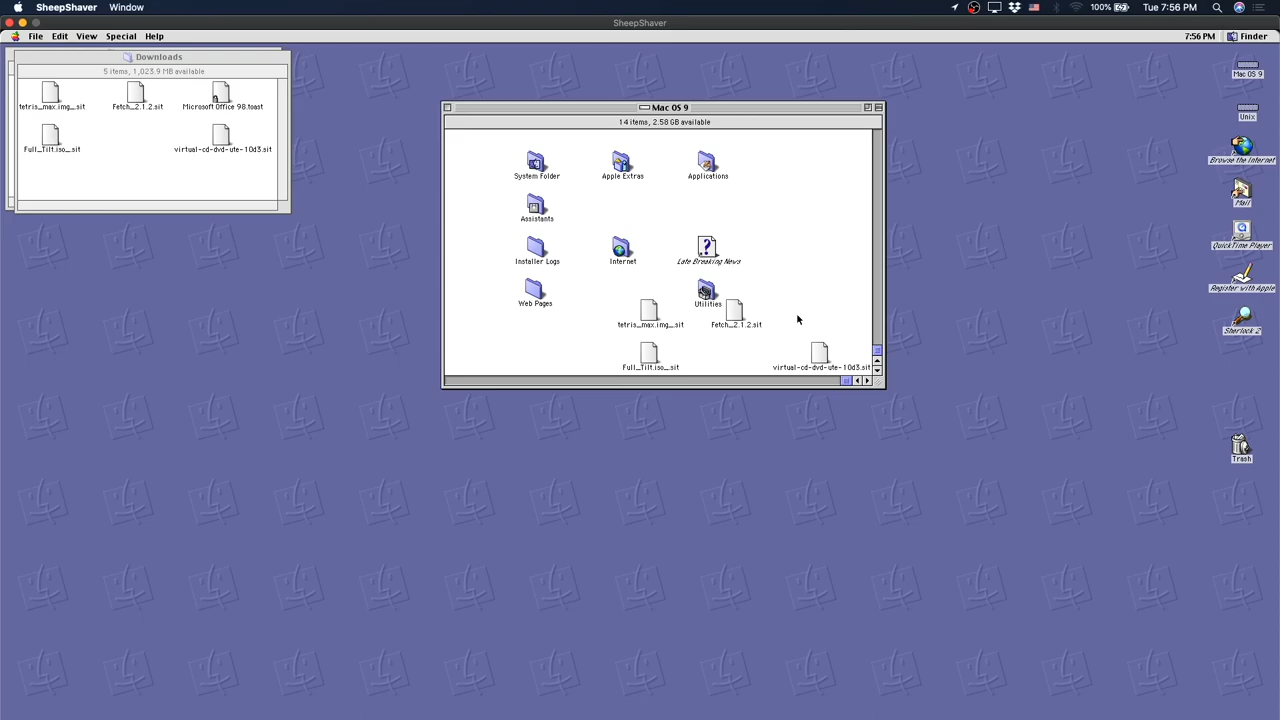 SheepShaver Window 100% Tue 7:56 PM
SheepShaver
File Edit View Special Help 7:56 PM Finder
Downloads
5 items, 1,023.9 MB available
tetris_max.img_.sit Fetch_2.1.2.sit Microsoft Office 98.toast
Full_Tilt.iso_.sit virtual-cd-dvd-ute-10d3.sit
Mac OS 9
14 items, 2.58 GB available
System Folder Apple Extras Applications
Assistants
Installer Logs Internet Late Breaking News
Web Pages Utilities
tetris_max.img_.sit Fetch_2.1.2.sit
Full_Tilt.iso_.sit virtual-cd-dvd-ute-10d3.sit
Mac OS 9
Unix
Browse the Internet
Mail
QuickTime Player
Register with Apple
Sherlock 2
Trash